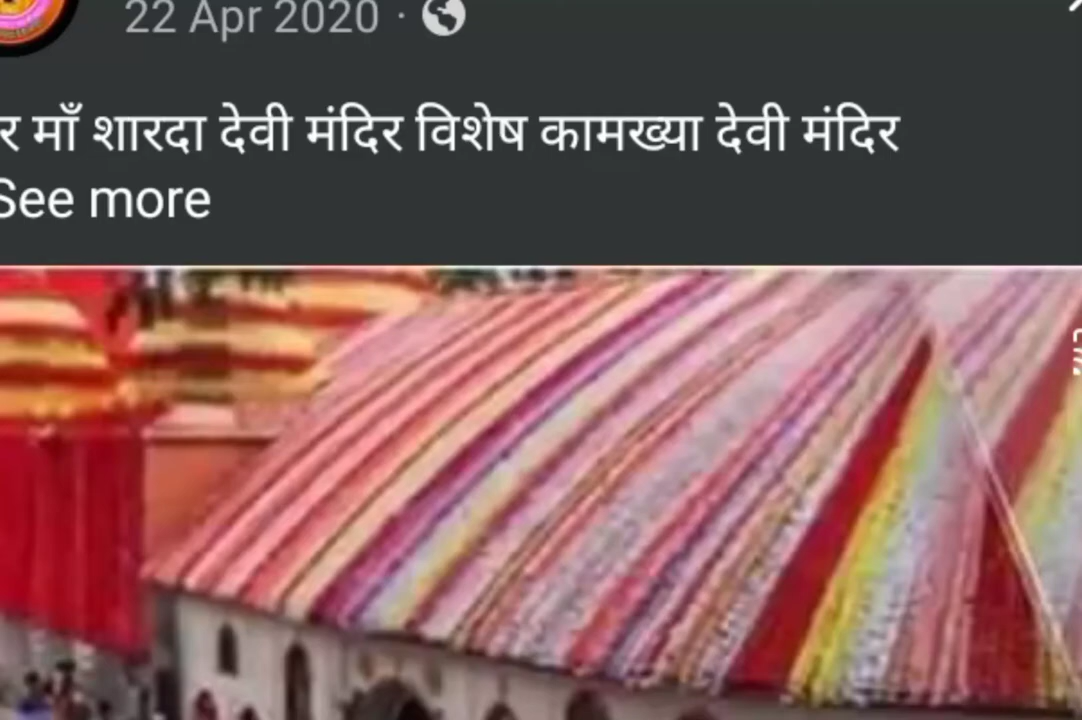 22 Apr 2020
र माँ शारदा देवी मंदिर विशेष कामख्या देवी मंदिर
See more